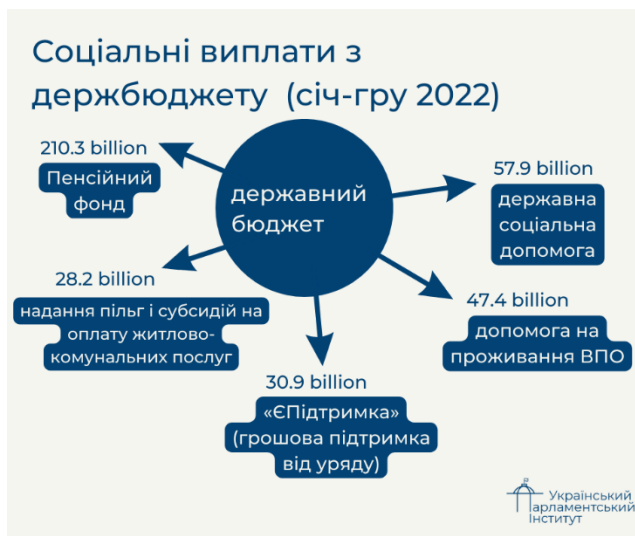 Соціальні виплати з
держбюджету (січ-гру 2022)
210.3 billion
Пенсійний
фонд
державний
бюджет
57.9 billion
державна
соціальна
допомога
28.2 billion
надання пільг і субсидій на
оплату житлово-
комунальних послуг
47.4 billion
допомога на
проживання ВПО
30.9 billion
«ЄПідтримка»
(грошова підтримка
від уряду)
Український
Парламентський
Інститут